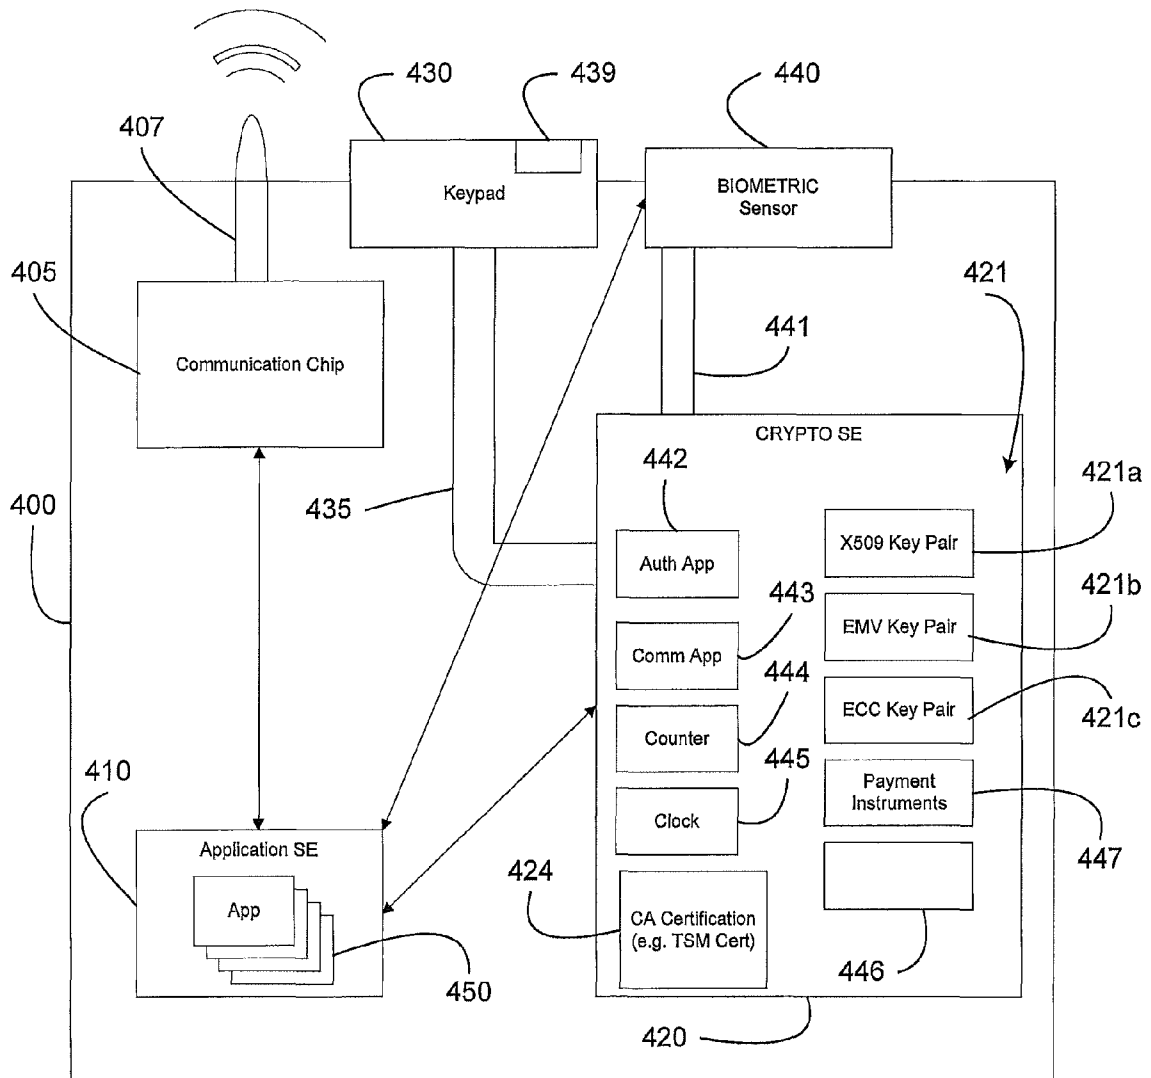 430
439
440
407
Keypad
BIOMETRIC
Sensor
405
421
Communication Chip
441
CRYPTO SE
442
421a
400
435
X509 Key Pair
Auth App
443
421b
EMV Key Pair
Comm App
444
ECC Key Pair
421c
Counter
445
410
Payment
Instruments
Clock
Application SE
447
424
App
CA Certification
(e.g. TSM Cert)
446
450
420